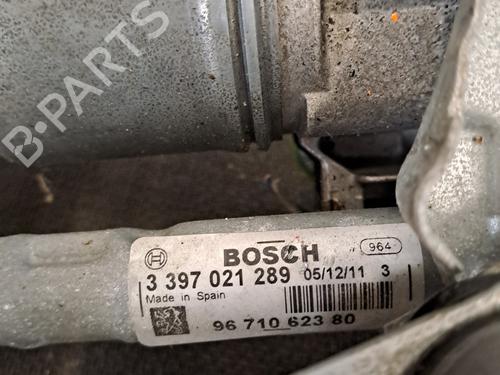 B-PARTS
BOSCH 964
3 397 021 289 05/12/11 3
Made in Spain
96 710 623 80